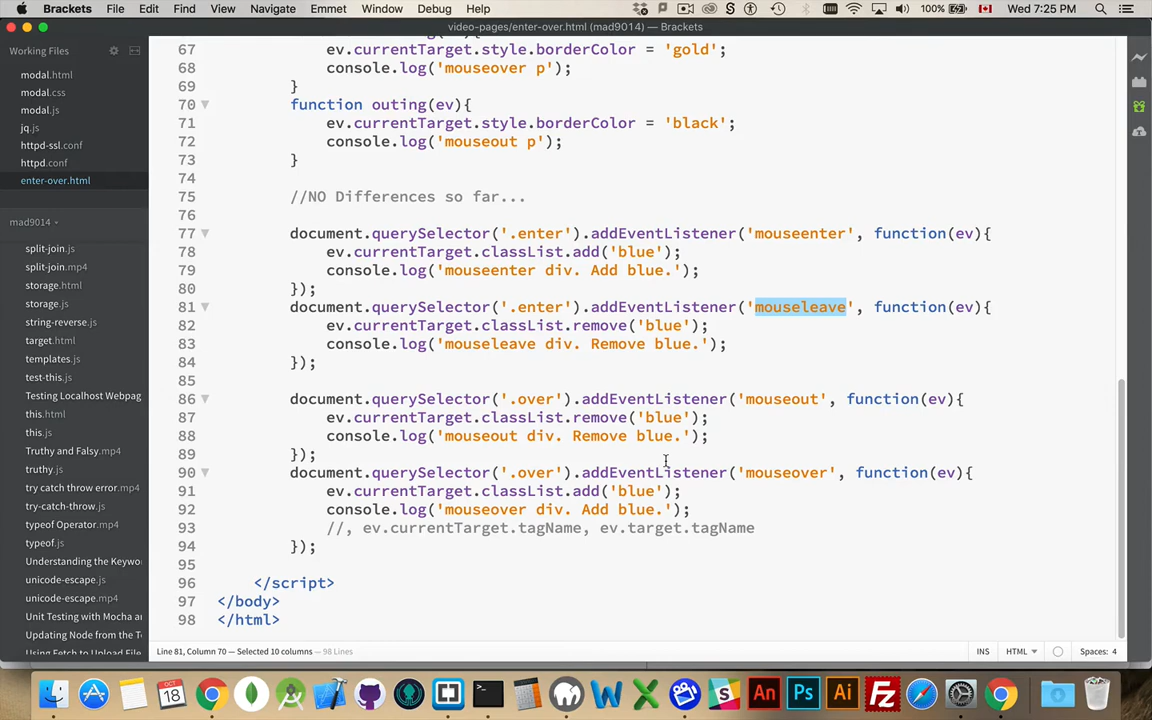 Brackets File Edit Find View Navigate Emmet Window Debug Help 100% Wed 7:25 PM
video-pages/enter-over.html (mad9014) — Brackets
Working Files
modal.html
modal.css
modal.js
jq.js
httpd-ssl.conf
httpd.conf
enter-over.html
mad9014
split-join.js
split-join.mp4
storage.html
storage.js
string-reverse.js
target.html
templates.js
test-this.js
Testing Localhost Webpag
this.html
this.js
Truthy and Falsy.mp4
truthy.js
try catch throw error.mp4
try-catch-throw.js
typeof Operator.mp4
typeof.js
Understanding the Keywo
unicode-escape.js
unicode-escape.mp4
Unit Testing with Mocha a
Updating Node from the T
Using Fetch to Upload File
67 ev.currentTarget.style.borderColor = 'gold';
68 console.log('mouseover p');
69 }
70 function outing(ev){
71 ev.currentTarget.style.borderColor = 'black';
72 console.log('mouseout p');
73 }
74
75 //NO Differences so far...
76
77 document.querySelector('.enter').addEventListener('mouseenter', function(ev){
78 ev.currentTarget.classList.add('blue');
79 console.log('mouseenter div. Add blue.');
80 });
81 document.querySelector('.enter').addEventListener('mouseleave', function(ev){
82 ev.currentTarget.classList.remove('blue');
83 console.log('mouseleave div. Remove blue.');
84 });
85
86 document.querySelector('.over').addEventListener('mouseout', function(ev){
87 ev.currentTarget.classList.remove('blue');
88 console.log('mouseout div. Remove blue.');
89 });
90 document.querySelector('.over').addEventListener('mouseover', function(ev){
91 ev.currentTarget.classList.add('blue');
92 console.log('mouseover div. Add blue.');
93 //, ev.currentTarget.tagName, ev.target.tagName
94 });
95
96 </script>
97 </body>
98 </html>
Line 81, Column 70 — Selected 10 columns — 98 Lines INS HTML Spaces: 4
OCT 18 An Ps Ai FZ